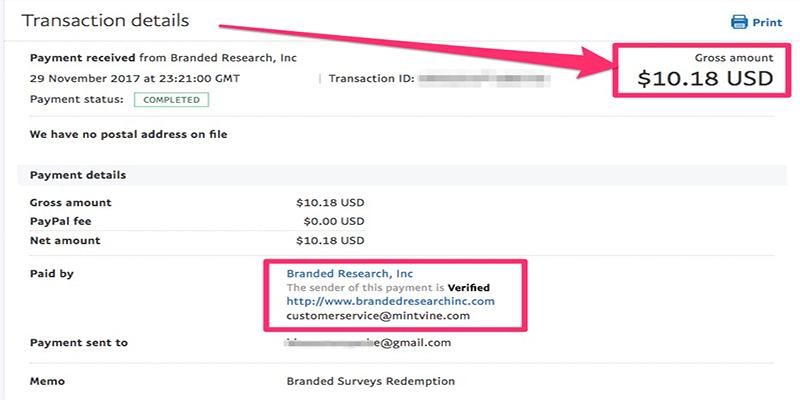 Transaction details
Print
Payment received from Branded Research, Inc
Gross amount
29 November 2017 at 23:21:00 GMT | Transaction ID:
$10.18 USD
Payment status: COMPLETED
We have no postal address on file
Payment details
Gross amount $10.18 USD
PayPal fee $0.00 USD
Net amount $10.18 USD
Paid by Branded Research, Inc
The sender of this payment is Verified
http://www.brandedresearchinc.com
customerservice@mintvine.com
Payment sent to @gmail.com
Memo Branded Surveys Redemption